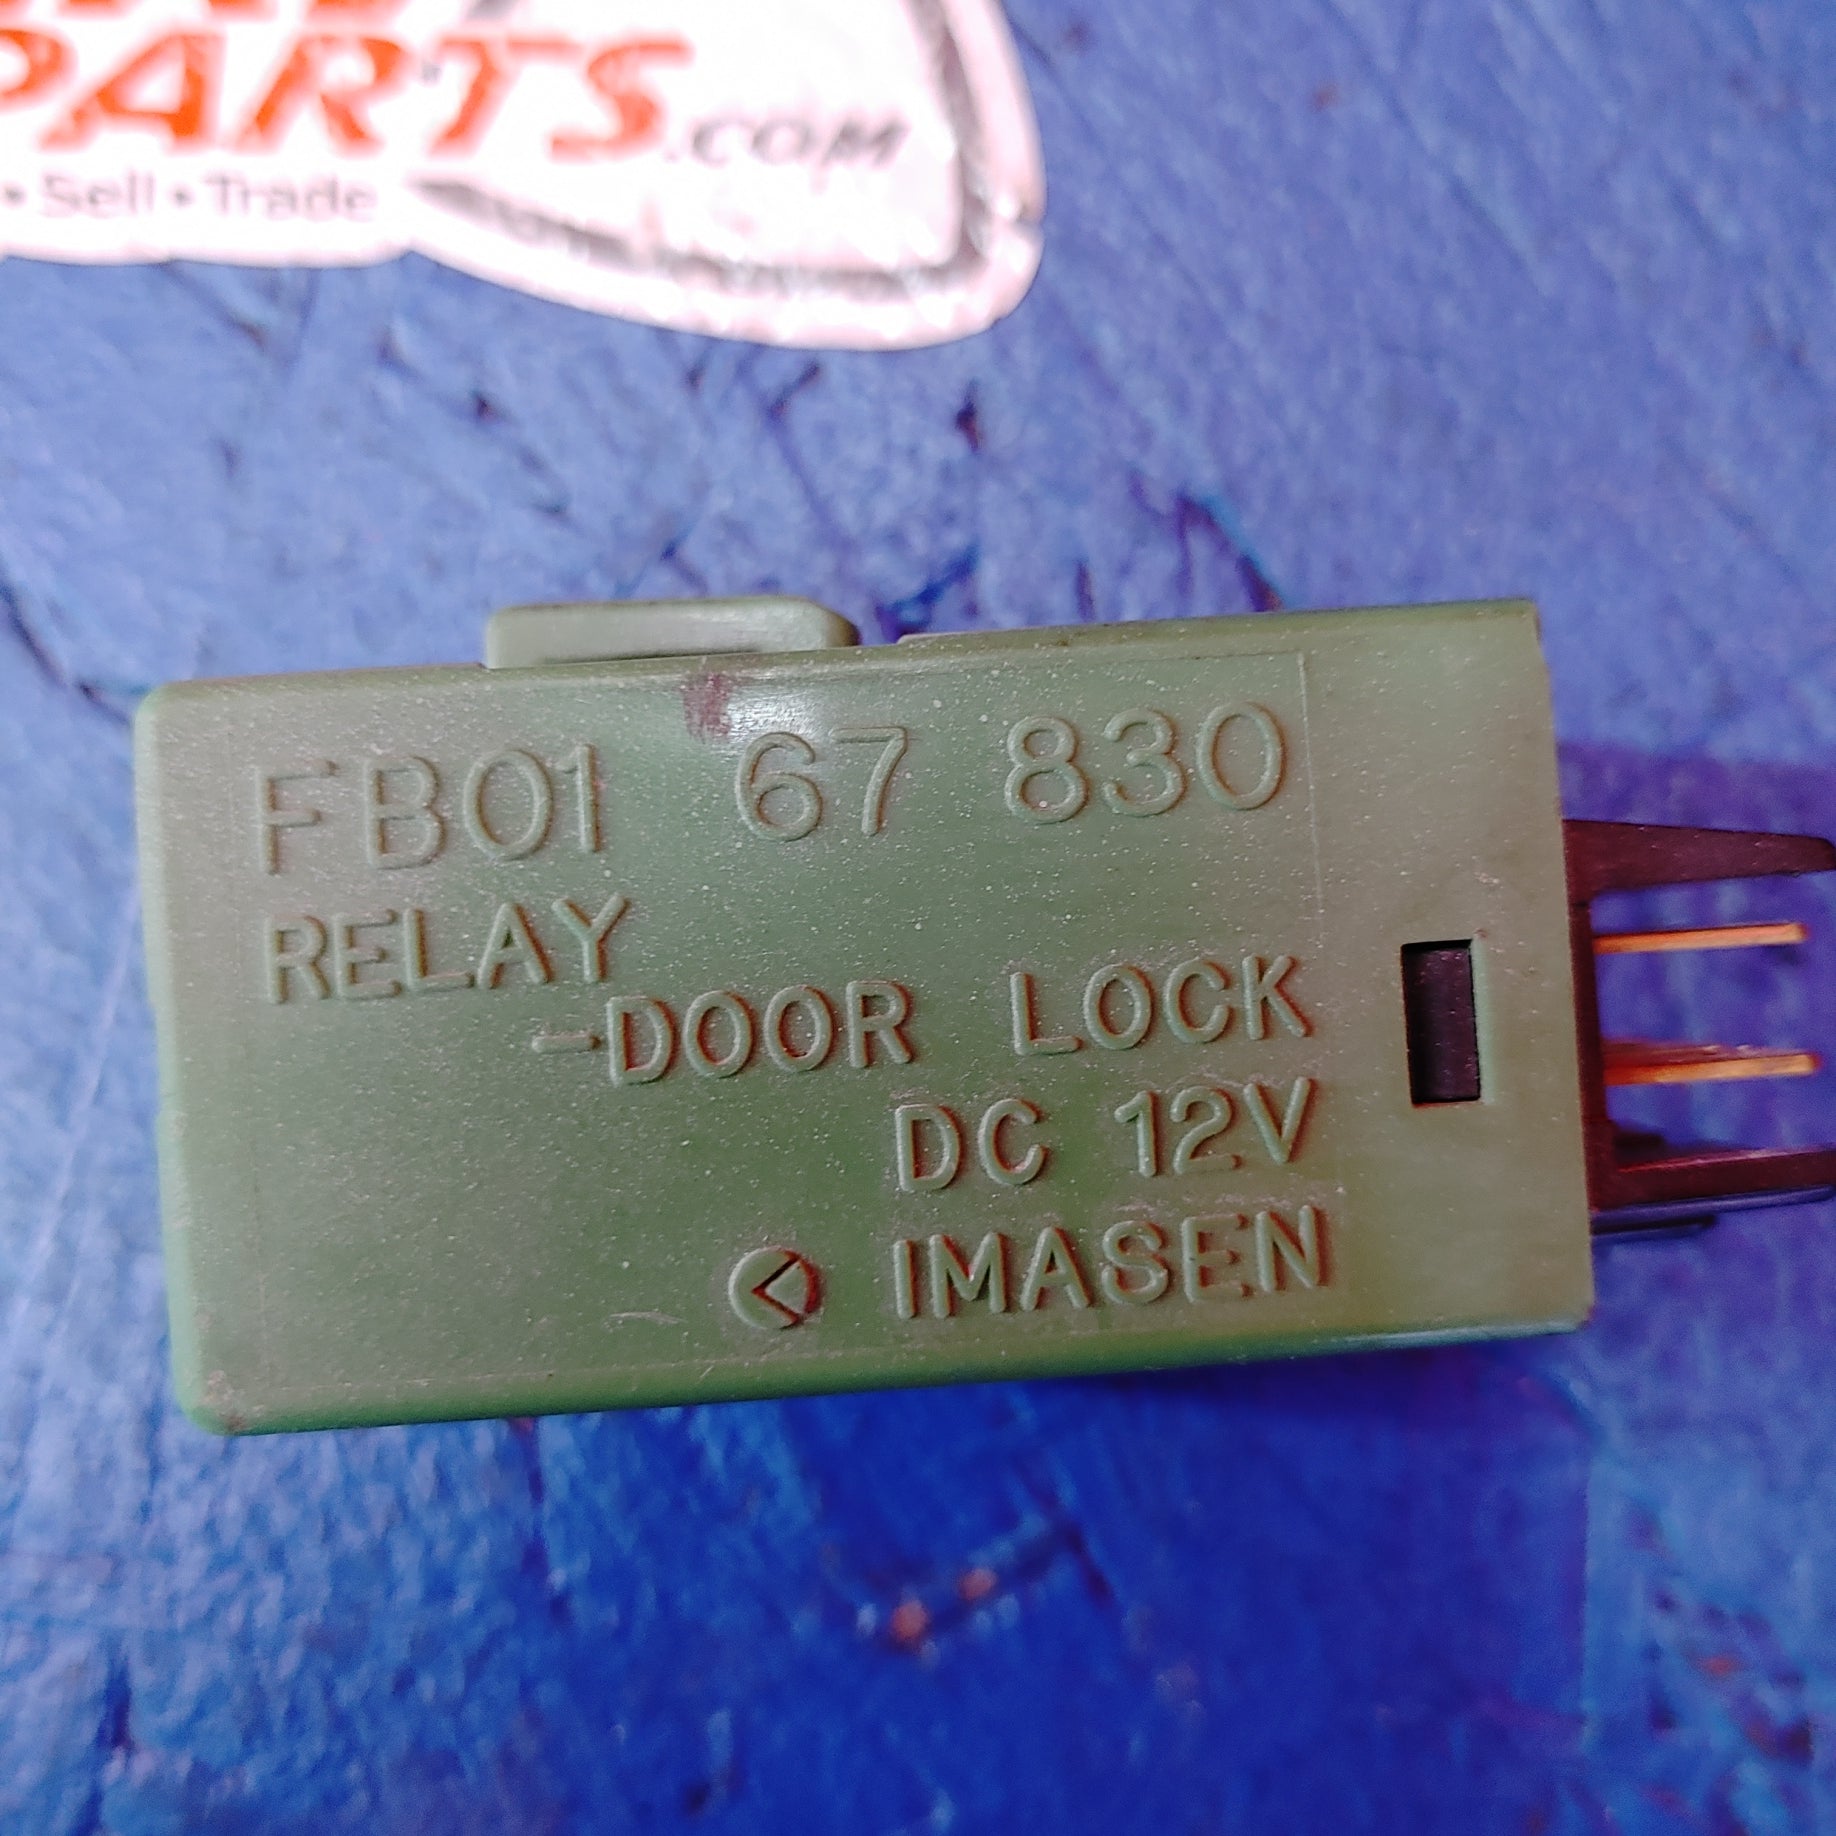 PARTS.COM
• Sell • Trade
FB01 67 830
RELAY
-DOOR LOCK
DC 12V
IMASEN